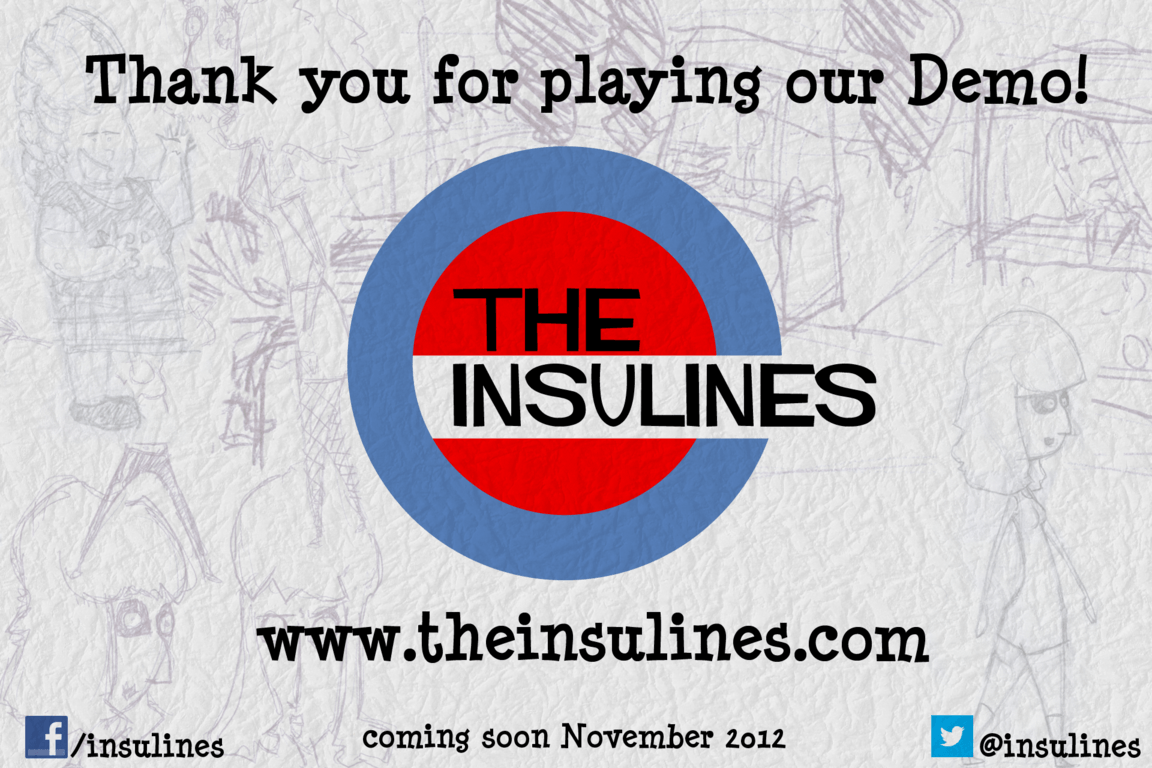 Thank you for playing our Demo!
THE
INSULINES
www.theinsulines.com
f/insulines
coming soon November 2012
@insulines